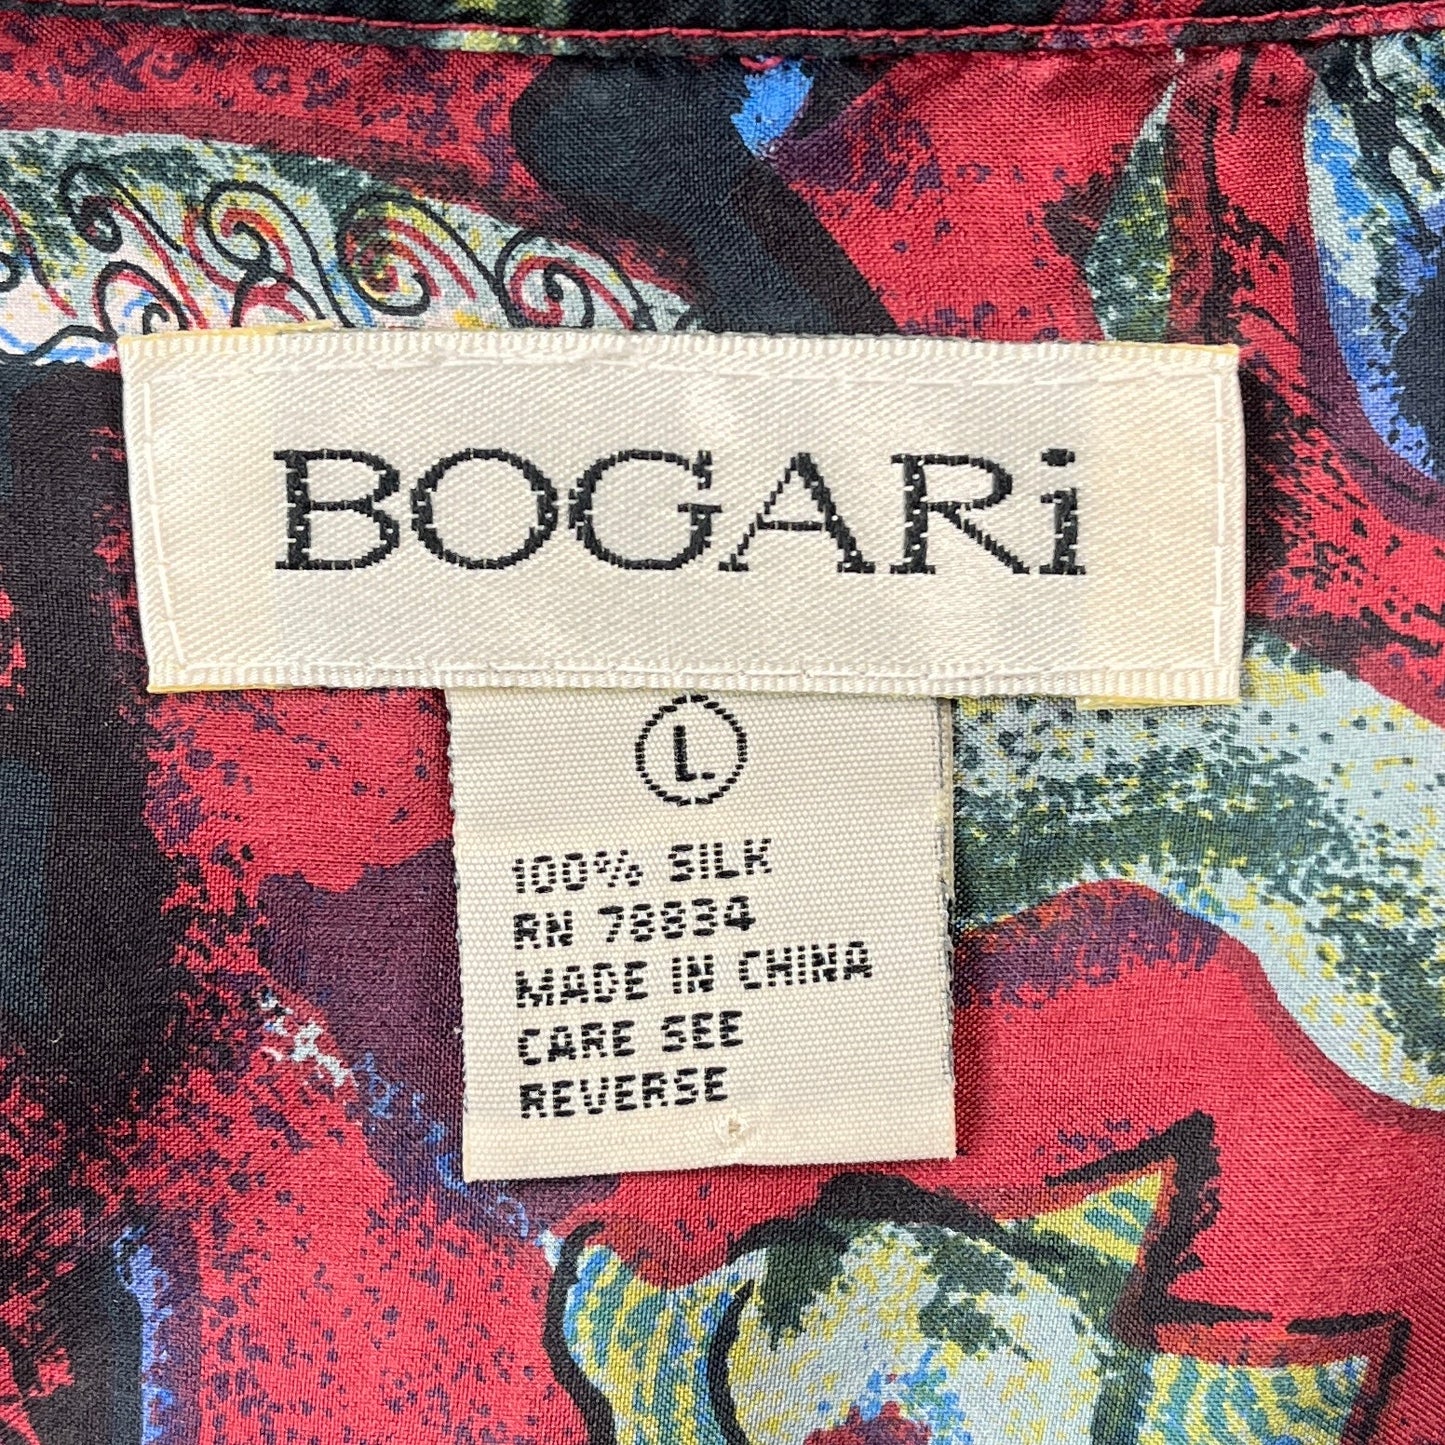 BOGARi
L
100% SILK
RN 78834
MADE IN CHINA
CARE SEE
REVERSE